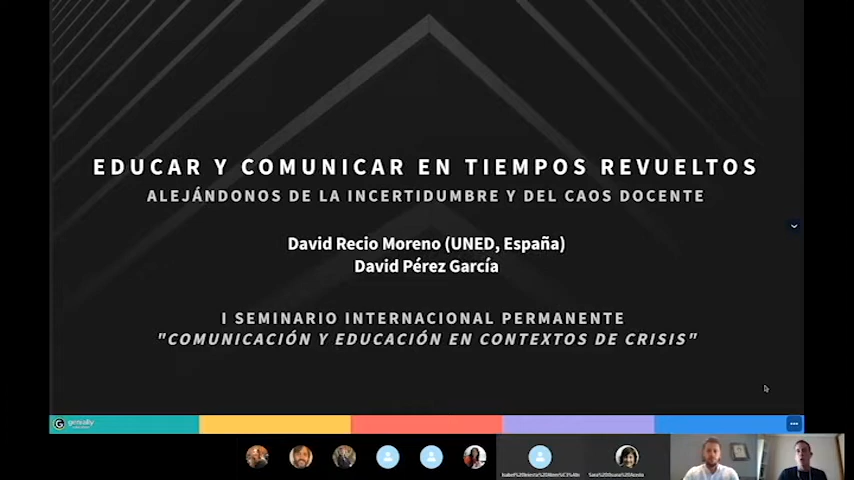 EDUCAR Y COMUNICAR EN TIEMPOS REVUELTOS
ALEJÁNDONOS DE LA INCERTIDUMBRE Y DEL CAOS DOCENTE
David Recio Moreno (UNED, España)
David Pérez García
I SEMINARIO INTERNACIONAL PERMANENTE
"COMUNICACIÓN Y EDUCACIÓN EN CONTEXTOS DE CRISIS"
genially